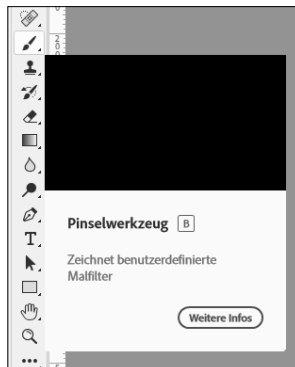 Pinselwerkzeug B
Zeichnet benutzerdefinierte
Malfilter
Weitere Infos